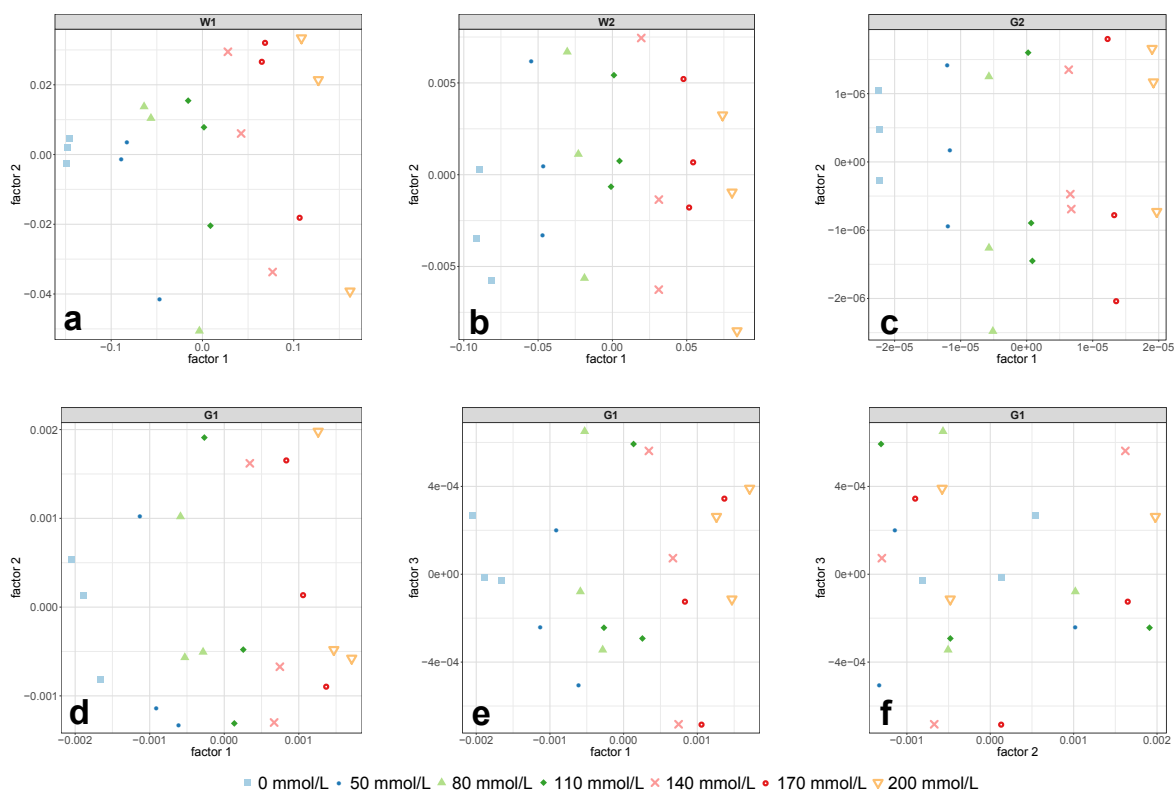 W1
W2
G2
0.02
0.00
−0.02
−0.04
factor 2
a
−0.1
0.0
0.1
factor 1
0.005
0.000
−0.005
factor 2
b
−0.10
−0.05
0.00
0.05
factor 1
1e−06
0e+00
−1e−06
−2e−06
factor 2
c
−2e−05
−1e−05
0e+00
1e−05
2e−05
factor 1
G1
G1
G1
0.002
0.001
0.000
−0.001
factor 2
d
−0.002
−0.001
0.000
0.001
factor 1
4e−04
0e+00
−4e−04
factor 3
e
−0.002
−0.001
0.000
0.001
factor 1
4e−04
0e+00
−4e−04
factor 3
f
−0.001
0.000
0.001
0.002
factor 2
0 mmol/L 50 mmol/L 80 mmol/L 110 mmol/L 140 mmol/L 170 mmol/L 200 mmol/L